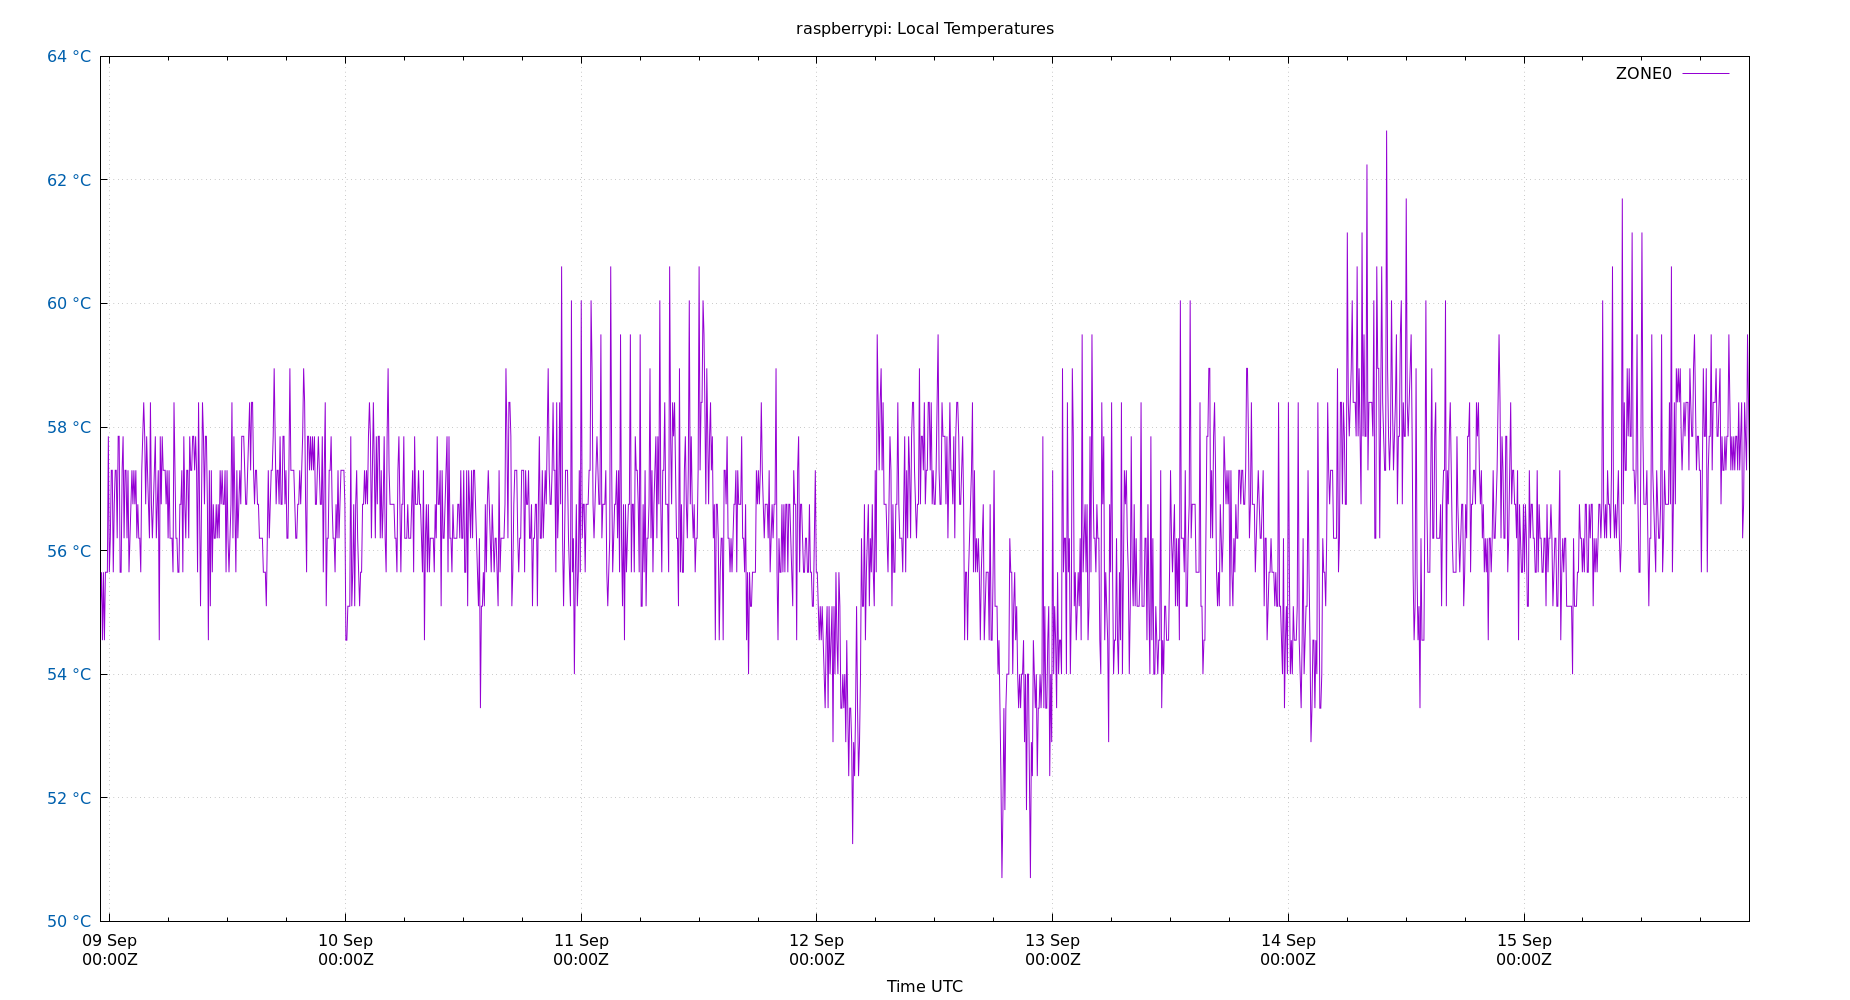 raspberrypi: Local Temperatures
64 °C
ZONE0
62 °C
60 °C
58 °C
56 °C
54 °C
52 °C
50 °C
09 Sep 10 Sep 11 Sep 12 Sep 13 Sep 14 Sep 15 Sep
00:00Z 00:00Z 00:00Z 00:00Z 00:00Z 00:00Z 00:00Z
Time UTC